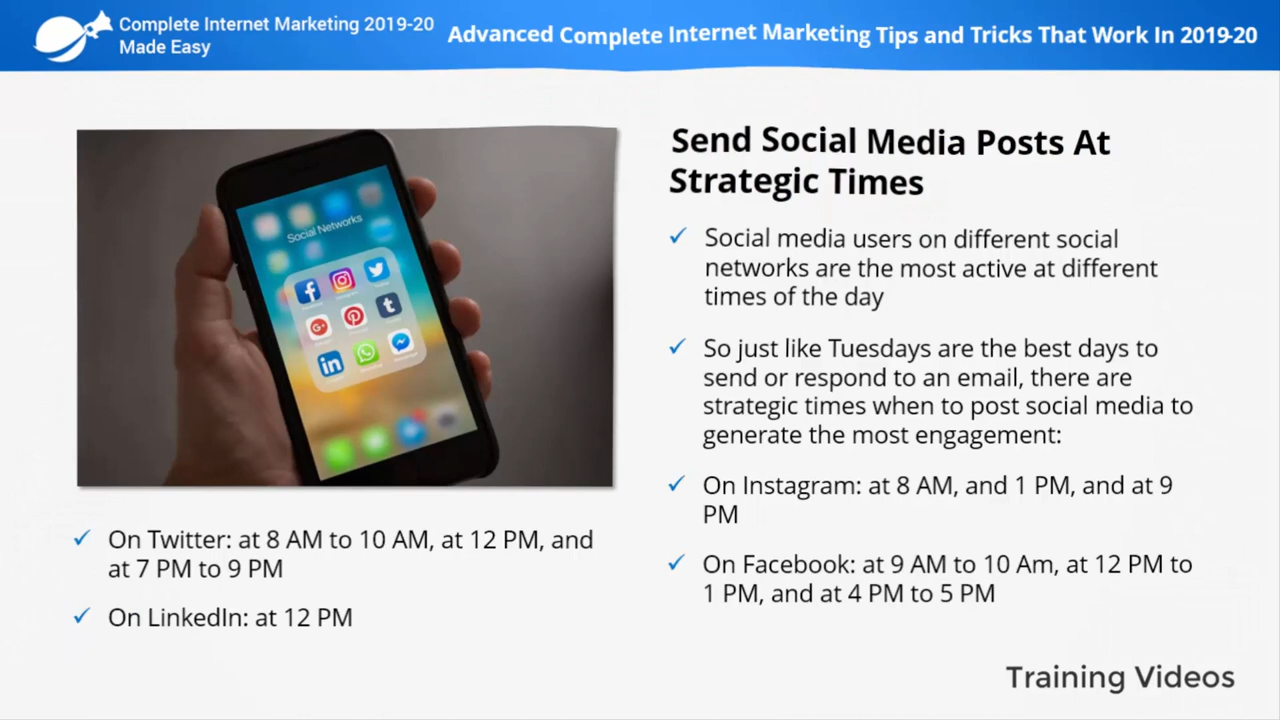 Complete Internet Marketing 2019-20
Made Easy
Advanced Complete Internet Marketing Tips and Tricks That Work In 2019-20
Social Networks
Send Social Media Posts At
Strategic Times
Social media users on different social
networks are the most active at different
times of the day
So just like Tuesdays are the best days to
send or respond to an email, there are
strategic times when to post social media to
generate the most engagement:
On Instagram: at 8 AM, and 1 PM, and at 9
PM
On Facebook: at 9 AM to 10 Am, at 12 PM to
1 PM, and at 4 PM to 5 PM
On Twitter: at 8 AM to 10 AM, at 12 PM, and
at 7 PM to 9 PM
On LinkedIn: at 12 PM
Training Videos